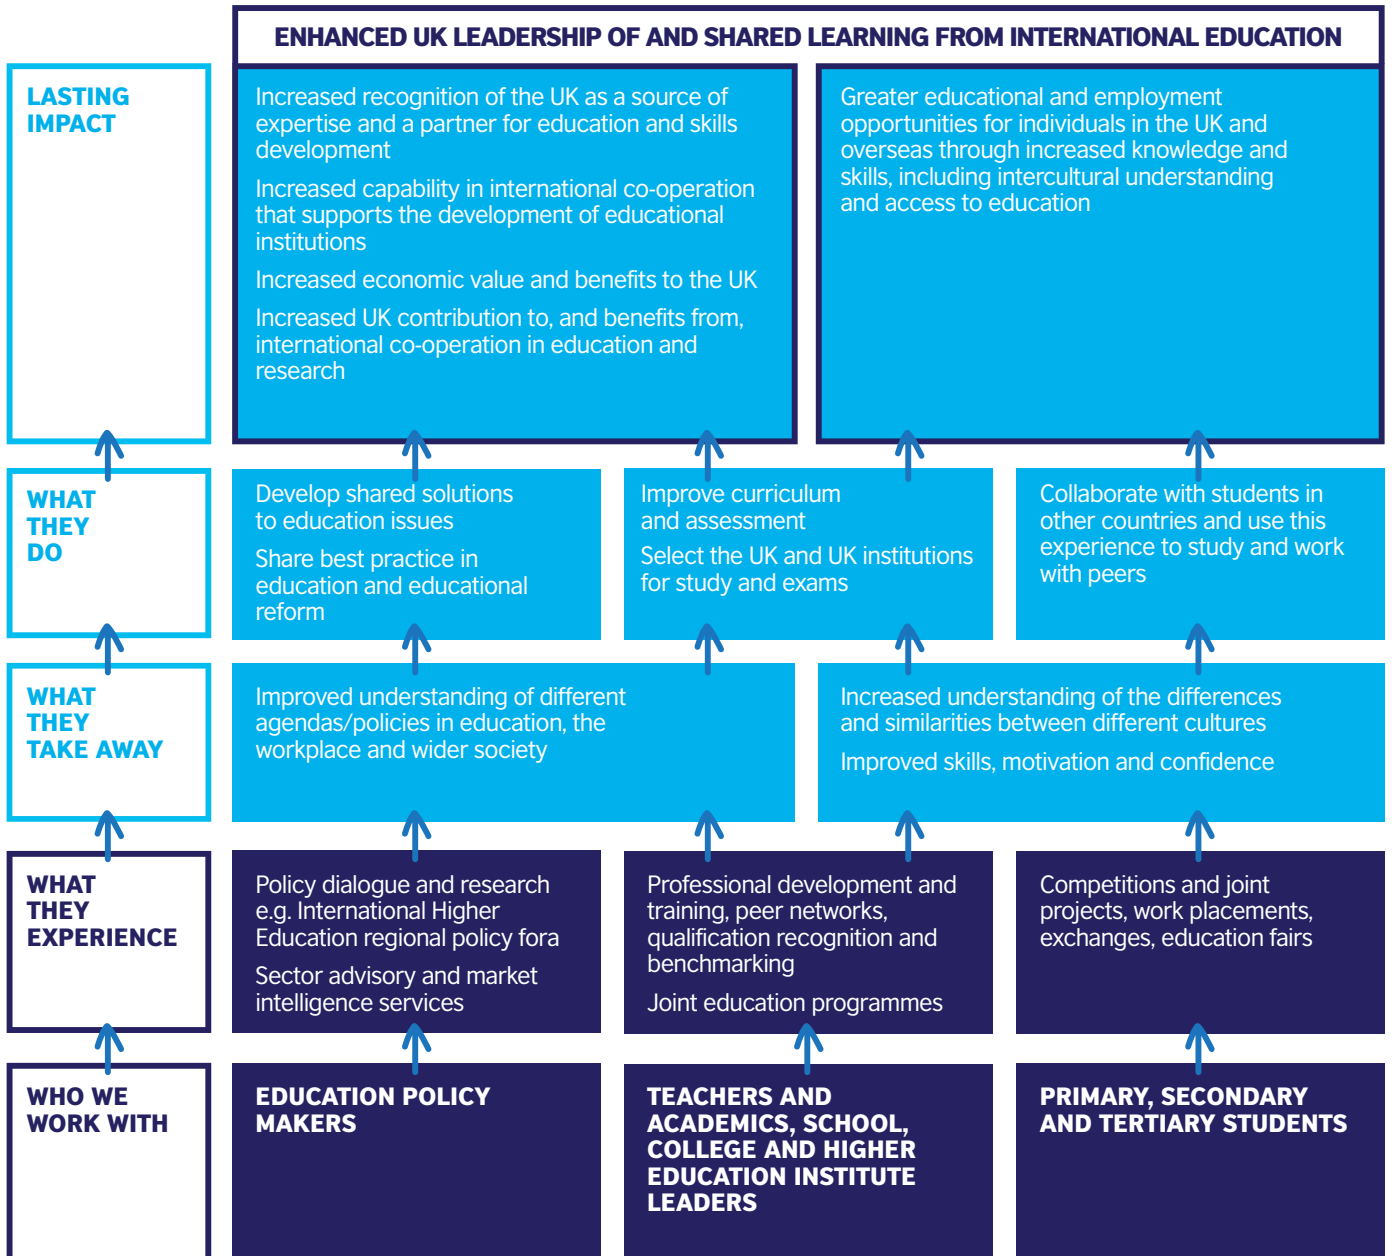 ENHANCED UK LEADERSHIP OF AND SHARED LEARNING FROM INTERNATIONAL EDUCATION
LASTING
IMPACT
Increased recognition of the UK as a source of
expertise and a partner for education and skills
development
Increased capability in international co-operation
that supports the development of educational
institutions
Increased economic value and benefits to the UK
Increased UK contribution to, and benefits from,
international co-operation in education and
research
Greater educational and employment
opportunities for individuals in the UK and
overseas through increased knowledge and
skills, including intercultural understanding
and access to education
WHAT
THEY
DO
Develop shared solutions
to education issues
Share best practice in
education and educational
reform
Improve curriculum
and assessment
Select the UK and UK institutions
for study and exams
Collaborate with students in
other countries and use this
experience to study and work
with peers
WHAT
THEY
TAKE AWAY
Improved understanding of different
agendas/policies in education, the
workplace and wider society
Increased understanding of the differences
and similarities between different cultures
Improved skills, motivation and confidence
WHAT
THEY
EXPERIENCE
Policy dialogue and research
e.g. International Higher
Education regional policy fora
Sector advisory and market
intelligence services
Professional development and
training, peer networks,
qualification recognition and
benchmarking
Joint education programmes
Competitions and joint
projects, work placements,
exchanges, education fairs
WHO WE
WORK WITH
EDUCATION POLICY
MAKERS
TEACHERS AND
ACADEMICS, SCHOOL,
COLLEGE AND HIGHER
EDUCATION INSTITUTE
LEADERS
PRIMARY, SECONDARY
AND TERTIARY STUDENTS